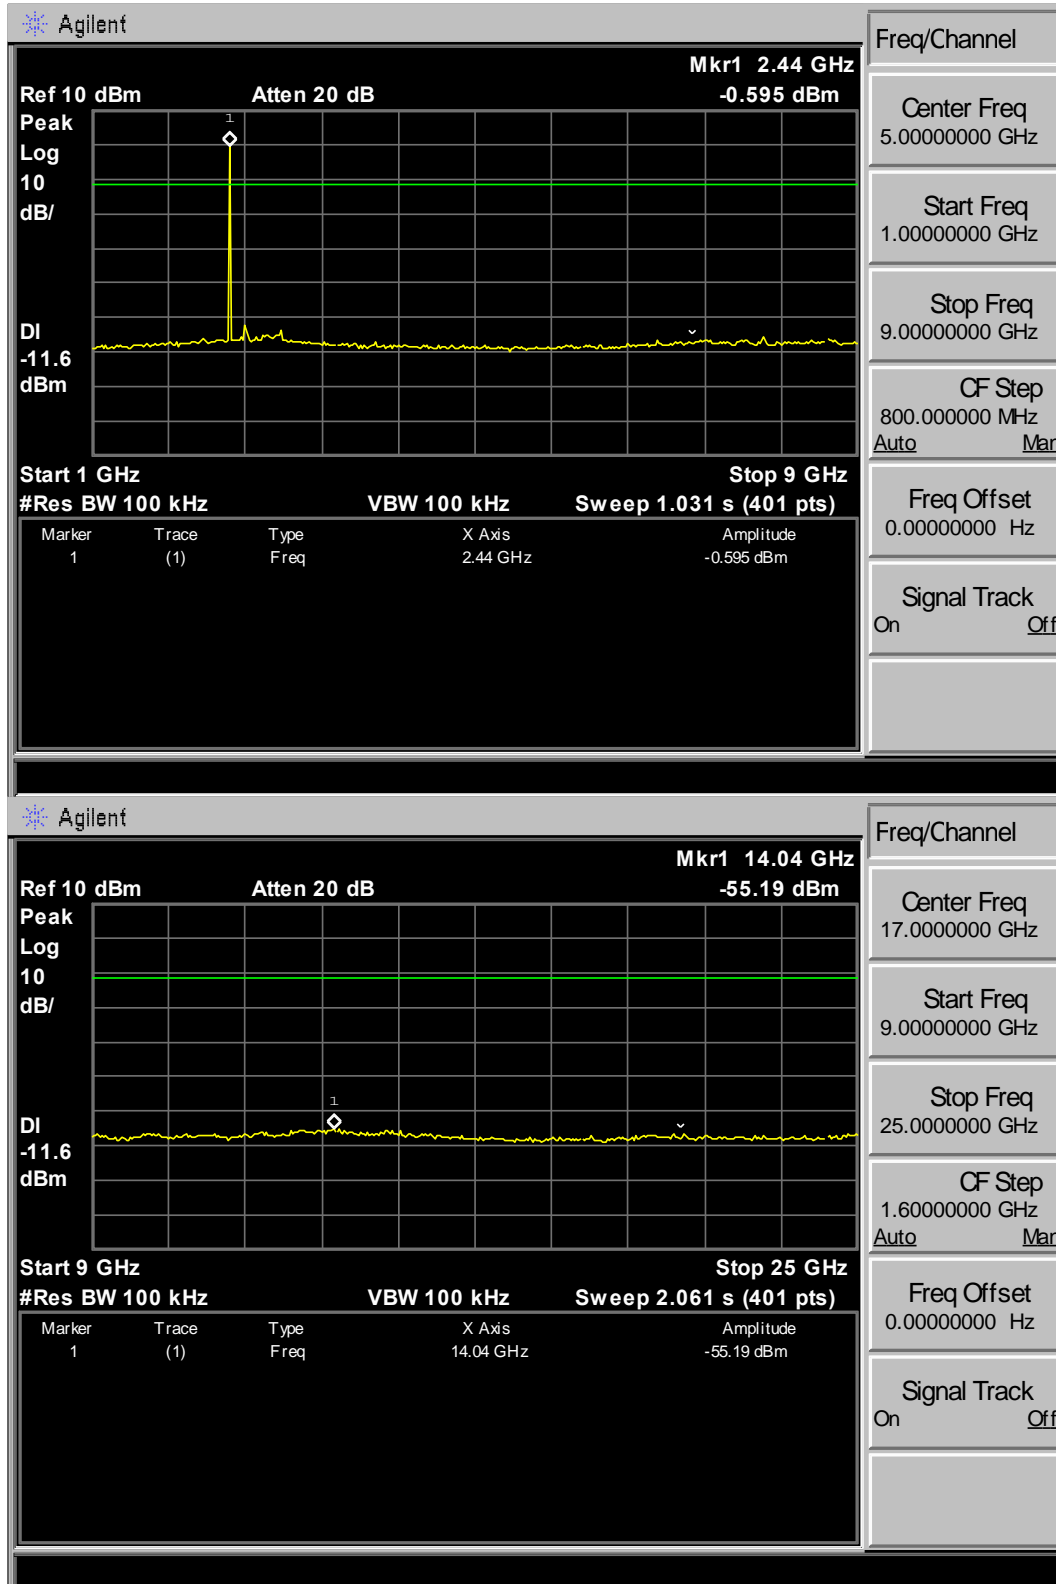 Agilent
Freq/Channel
Mkr1 2.44 GHz
Ref 10 dBm Atten 20 dB -0.595 dBm
Peak
Log
10
dB/
1
DI
-11.6
dBm
Start 1 GHz Stop 9 GHz
#Res BW 100 kHz VBW 100 kHz Sweep 1.031 s (401 pts)
Marker Trace Type X Axis Amplitude
1 (1) Freq 2.44 GHz -0.595 dBm
Center Freq
5.00000000 GHz
Start Freq
1.00000000 GHz
Stop Freq
9.00000000 GHz
CF Step
800.000000 MHz
Auto Man
Freq Offset
0.00000000 Hz
Signal Track
On Off
Agilent
Freq/Channel
Mkr1 14.04 GHz
Ref 10 dBm Atten 20 dB -55.19 dBm
Peak
Log
10
dB/
1
DI
-11.6
dBm
Start 9 GHz Stop 25 GHz
#Res BW 100 kHz VBW 100 kHz Sweep 2.061 s (401 pts)
Marker Trace Type X Axis Amplitude
1 (1) Freq 14.04 GHz -55.19 dBm
Center Freq
17.0000000 GHz
Start Freq
9.00000000 GHz
Stop Freq
25.0000000 GHz
CF Step
1.60000000 GHz
Auto Man
Freq Offset
0.00000000 Hz
Signal Track
On Off